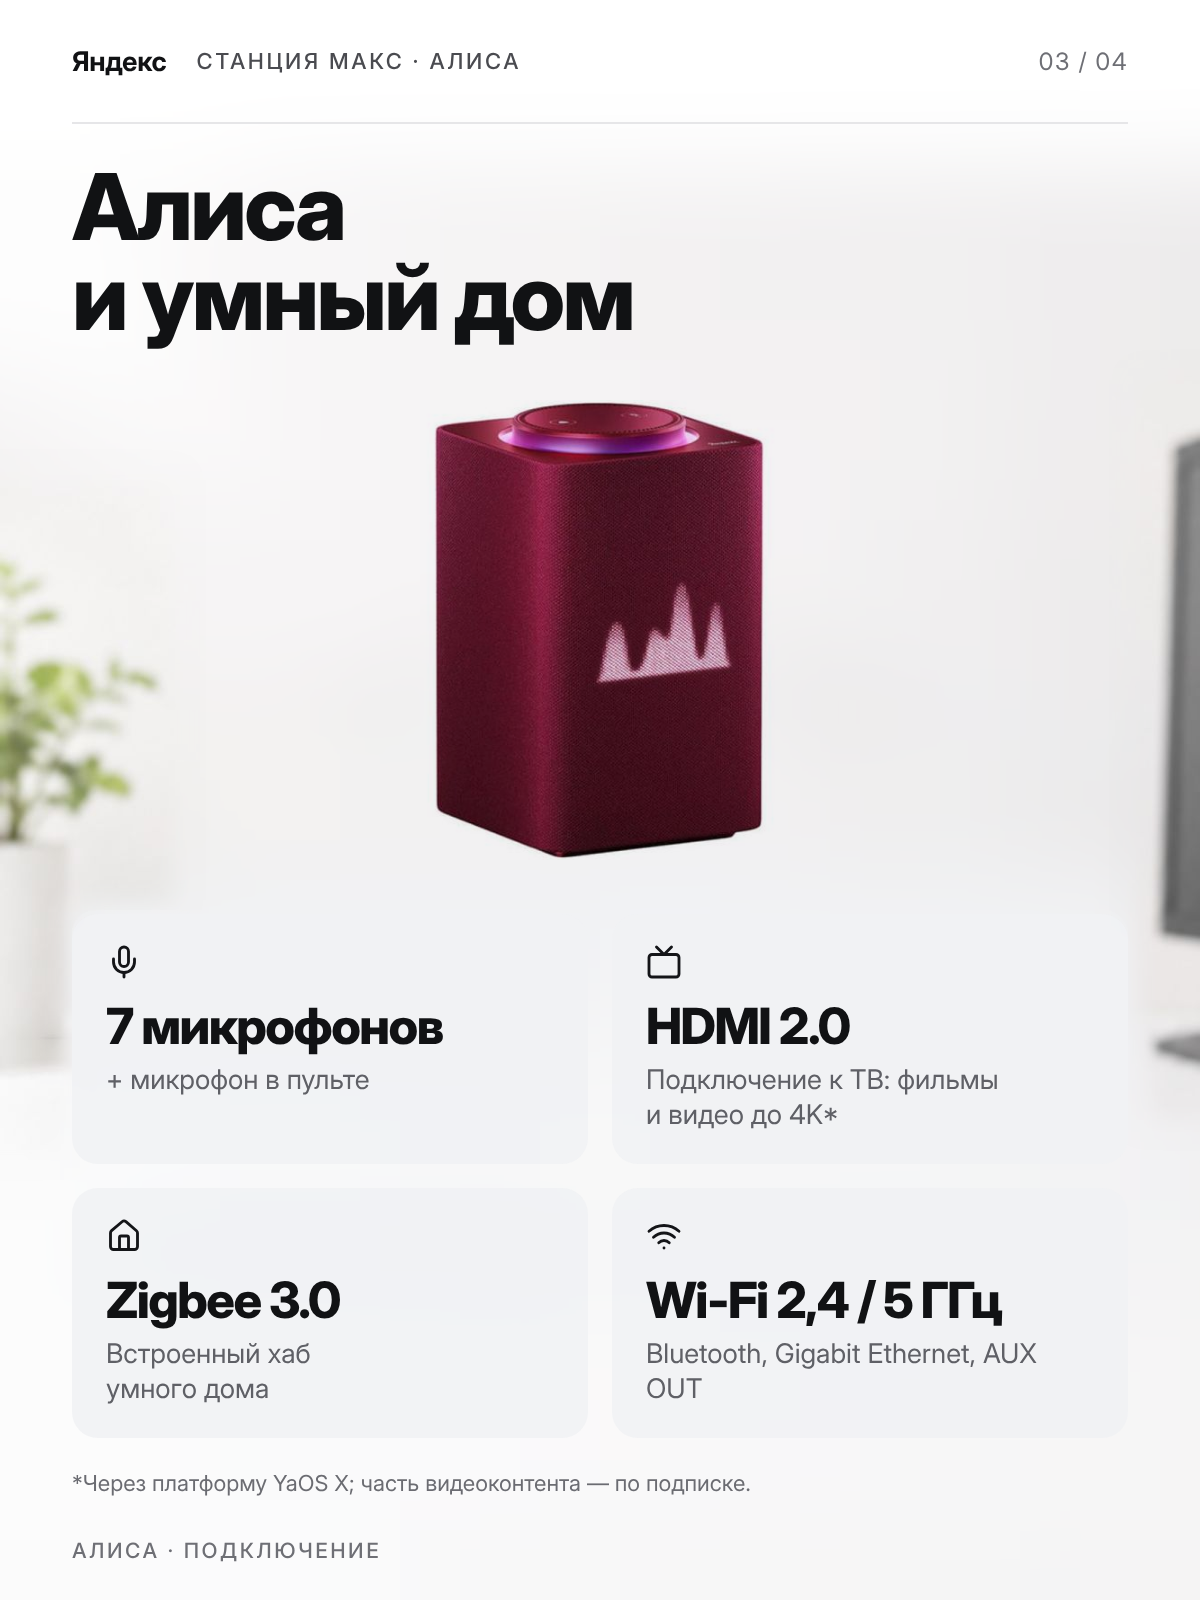 Яндекс СТАНЦИЯ МАКС · АЛИСА 03 / 04
Алиса
и умный дом
7 микрофонов
+ микрофон в пульте
HDMI 2.0
Подключение к ТВ: фильмы
и видео до 4K*
Zigbee 3.0
Встроенный хаб
умного дома
Wi-Fi 2,4 / 5 ГГц
Bluetooth, Gigabit Ethernet, AUX
OUT
*Через платформу YaOS X; часть видеоконтента — по подписке.
АЛИСА · ПОДКЛЮЧЕНИЕ